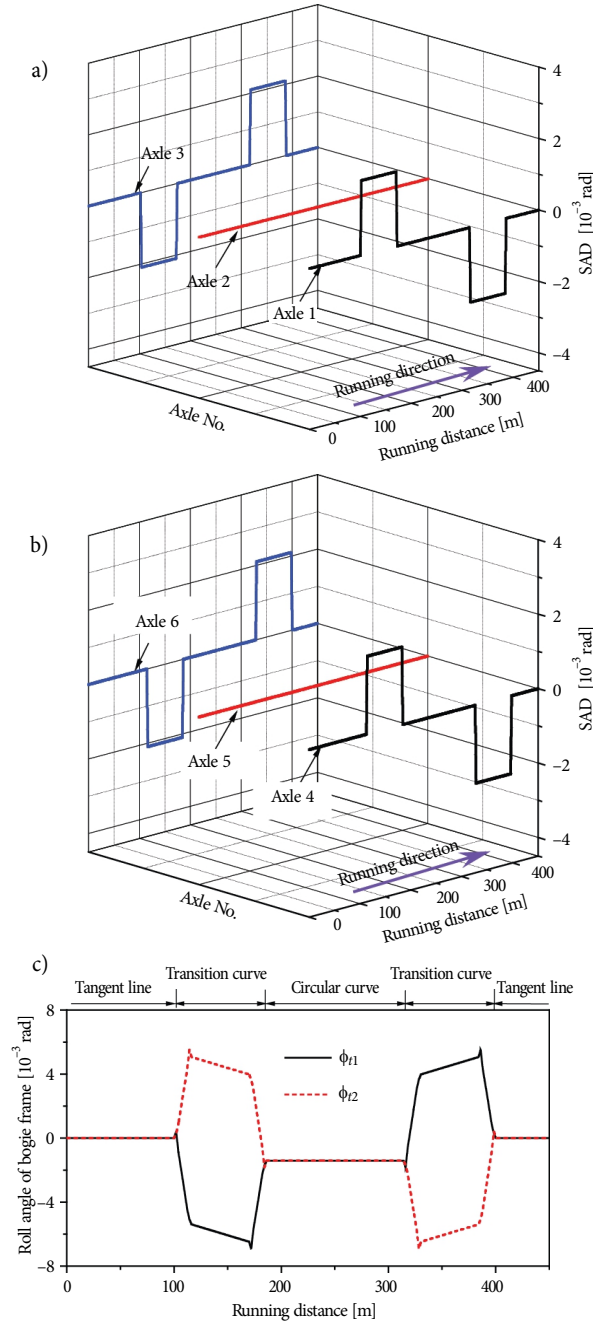 a)
4
2
0
−2
−4
SAD [10⁻³ rad]
Axle 3
Axle 2
Axle 1
Running direction
Axle No.
0
100
200
300
400
Running distance [m]
b)
4
2
0
−2
−4
SAD [10⁻³ rad]
Axle 6
Axle 5
Axle 4
Running direction
Axle No.
0
100
200
300
400
Running distance [m]
c)
Transition curve Transition curve
Tangent line Circular curve Tangent line
8
4
0
−4
−8
Roll angle of bogie frame [10⁻³ rad]
ϕt1
ϕt2
0 100 200 300 400
Running distance [m]